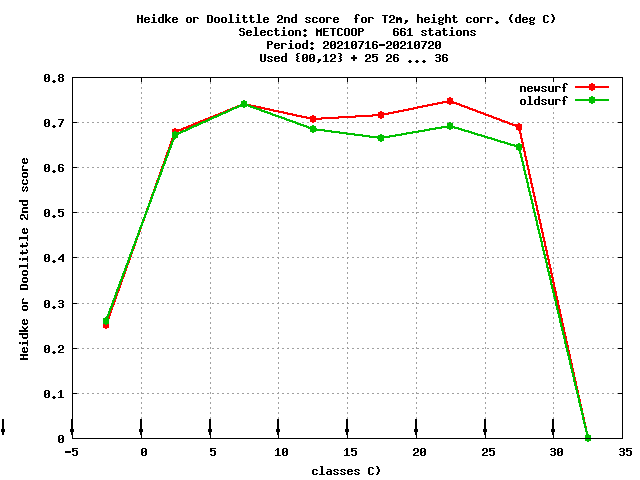 Heidke or Doolittle 2nd score  for T2m, height corr. (deg C)
Selection: METCOOP    661 stations
Period: 20210716-20210720
Used {00,12} + 25 26 ... 36
newsurf
oldsurf
Heidke or Doolittle 2nd score
0.8
0.7
0.6
0.5
0.4
0.3
0.2
0.1
0
-5 0 5 10 15 20 25 30 35
classes C)